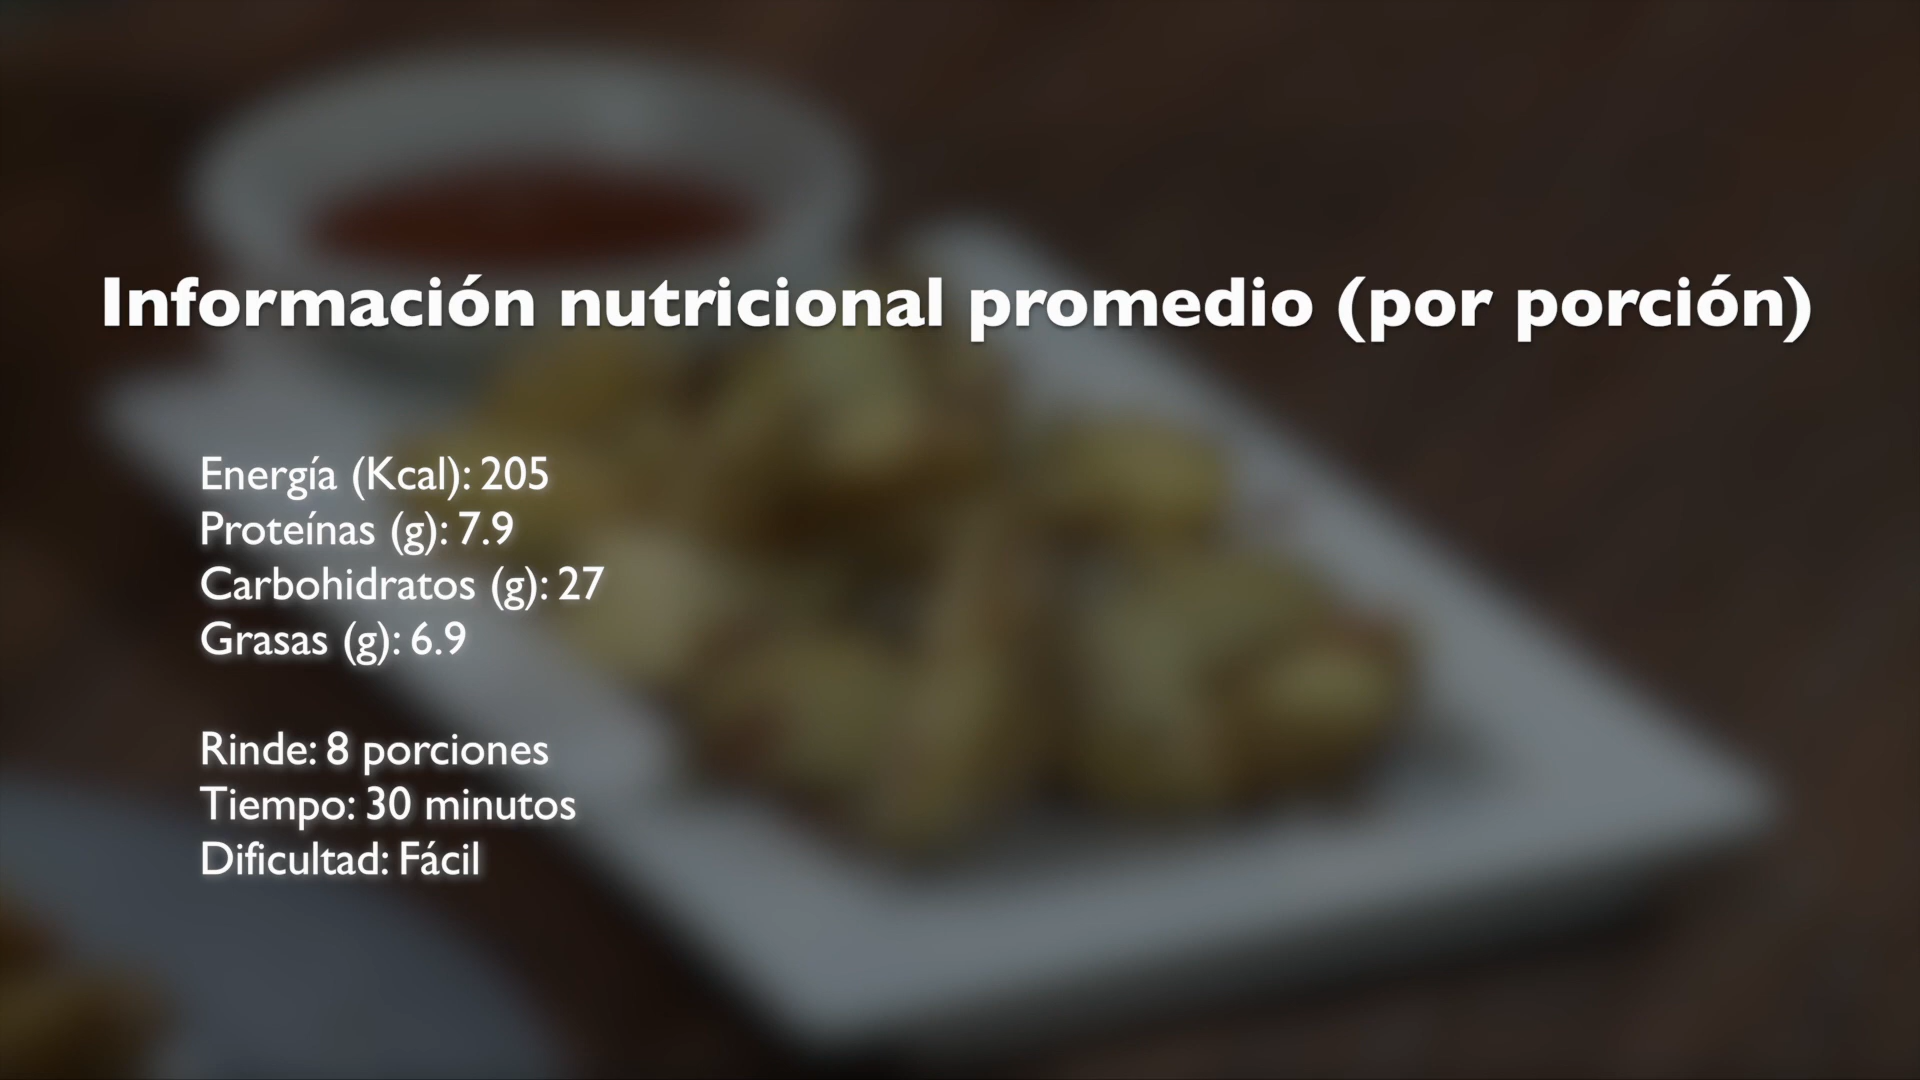 Información nutricional promedio (por porción)
Energía (Kcal): 205
Proteínas (g): 7.9
Carbohidratos (g): 27
Grasas (g): 6.9
Rinde: 8 porciones
Tiempo: 30 minutos
Dificultad: Fácil